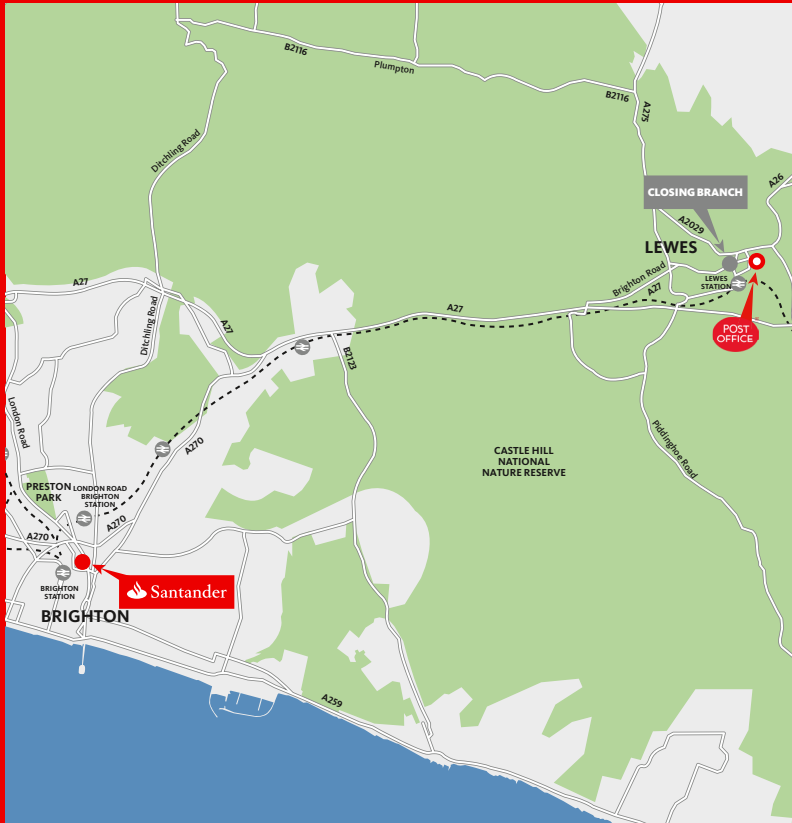 B2116
Plumpton
B2116
A275
Ditchling Road
A26
CLOSING BRANCH
A2029
LEWES
Brighton Road
LEWES
STATION
A27
A27
A27
A27
POST
OFFICE
Ditchling Road
B2123
London Road
A270
CASTLE HILL
NATIONAL
NATURE RESERVE
Piddinghoe Road
PRESTON
PARK
LONDON ROAD
BRIGHTON
STATION
A270
A270
Santander
BRIGHTON
STATION
BRIGHTON
A259